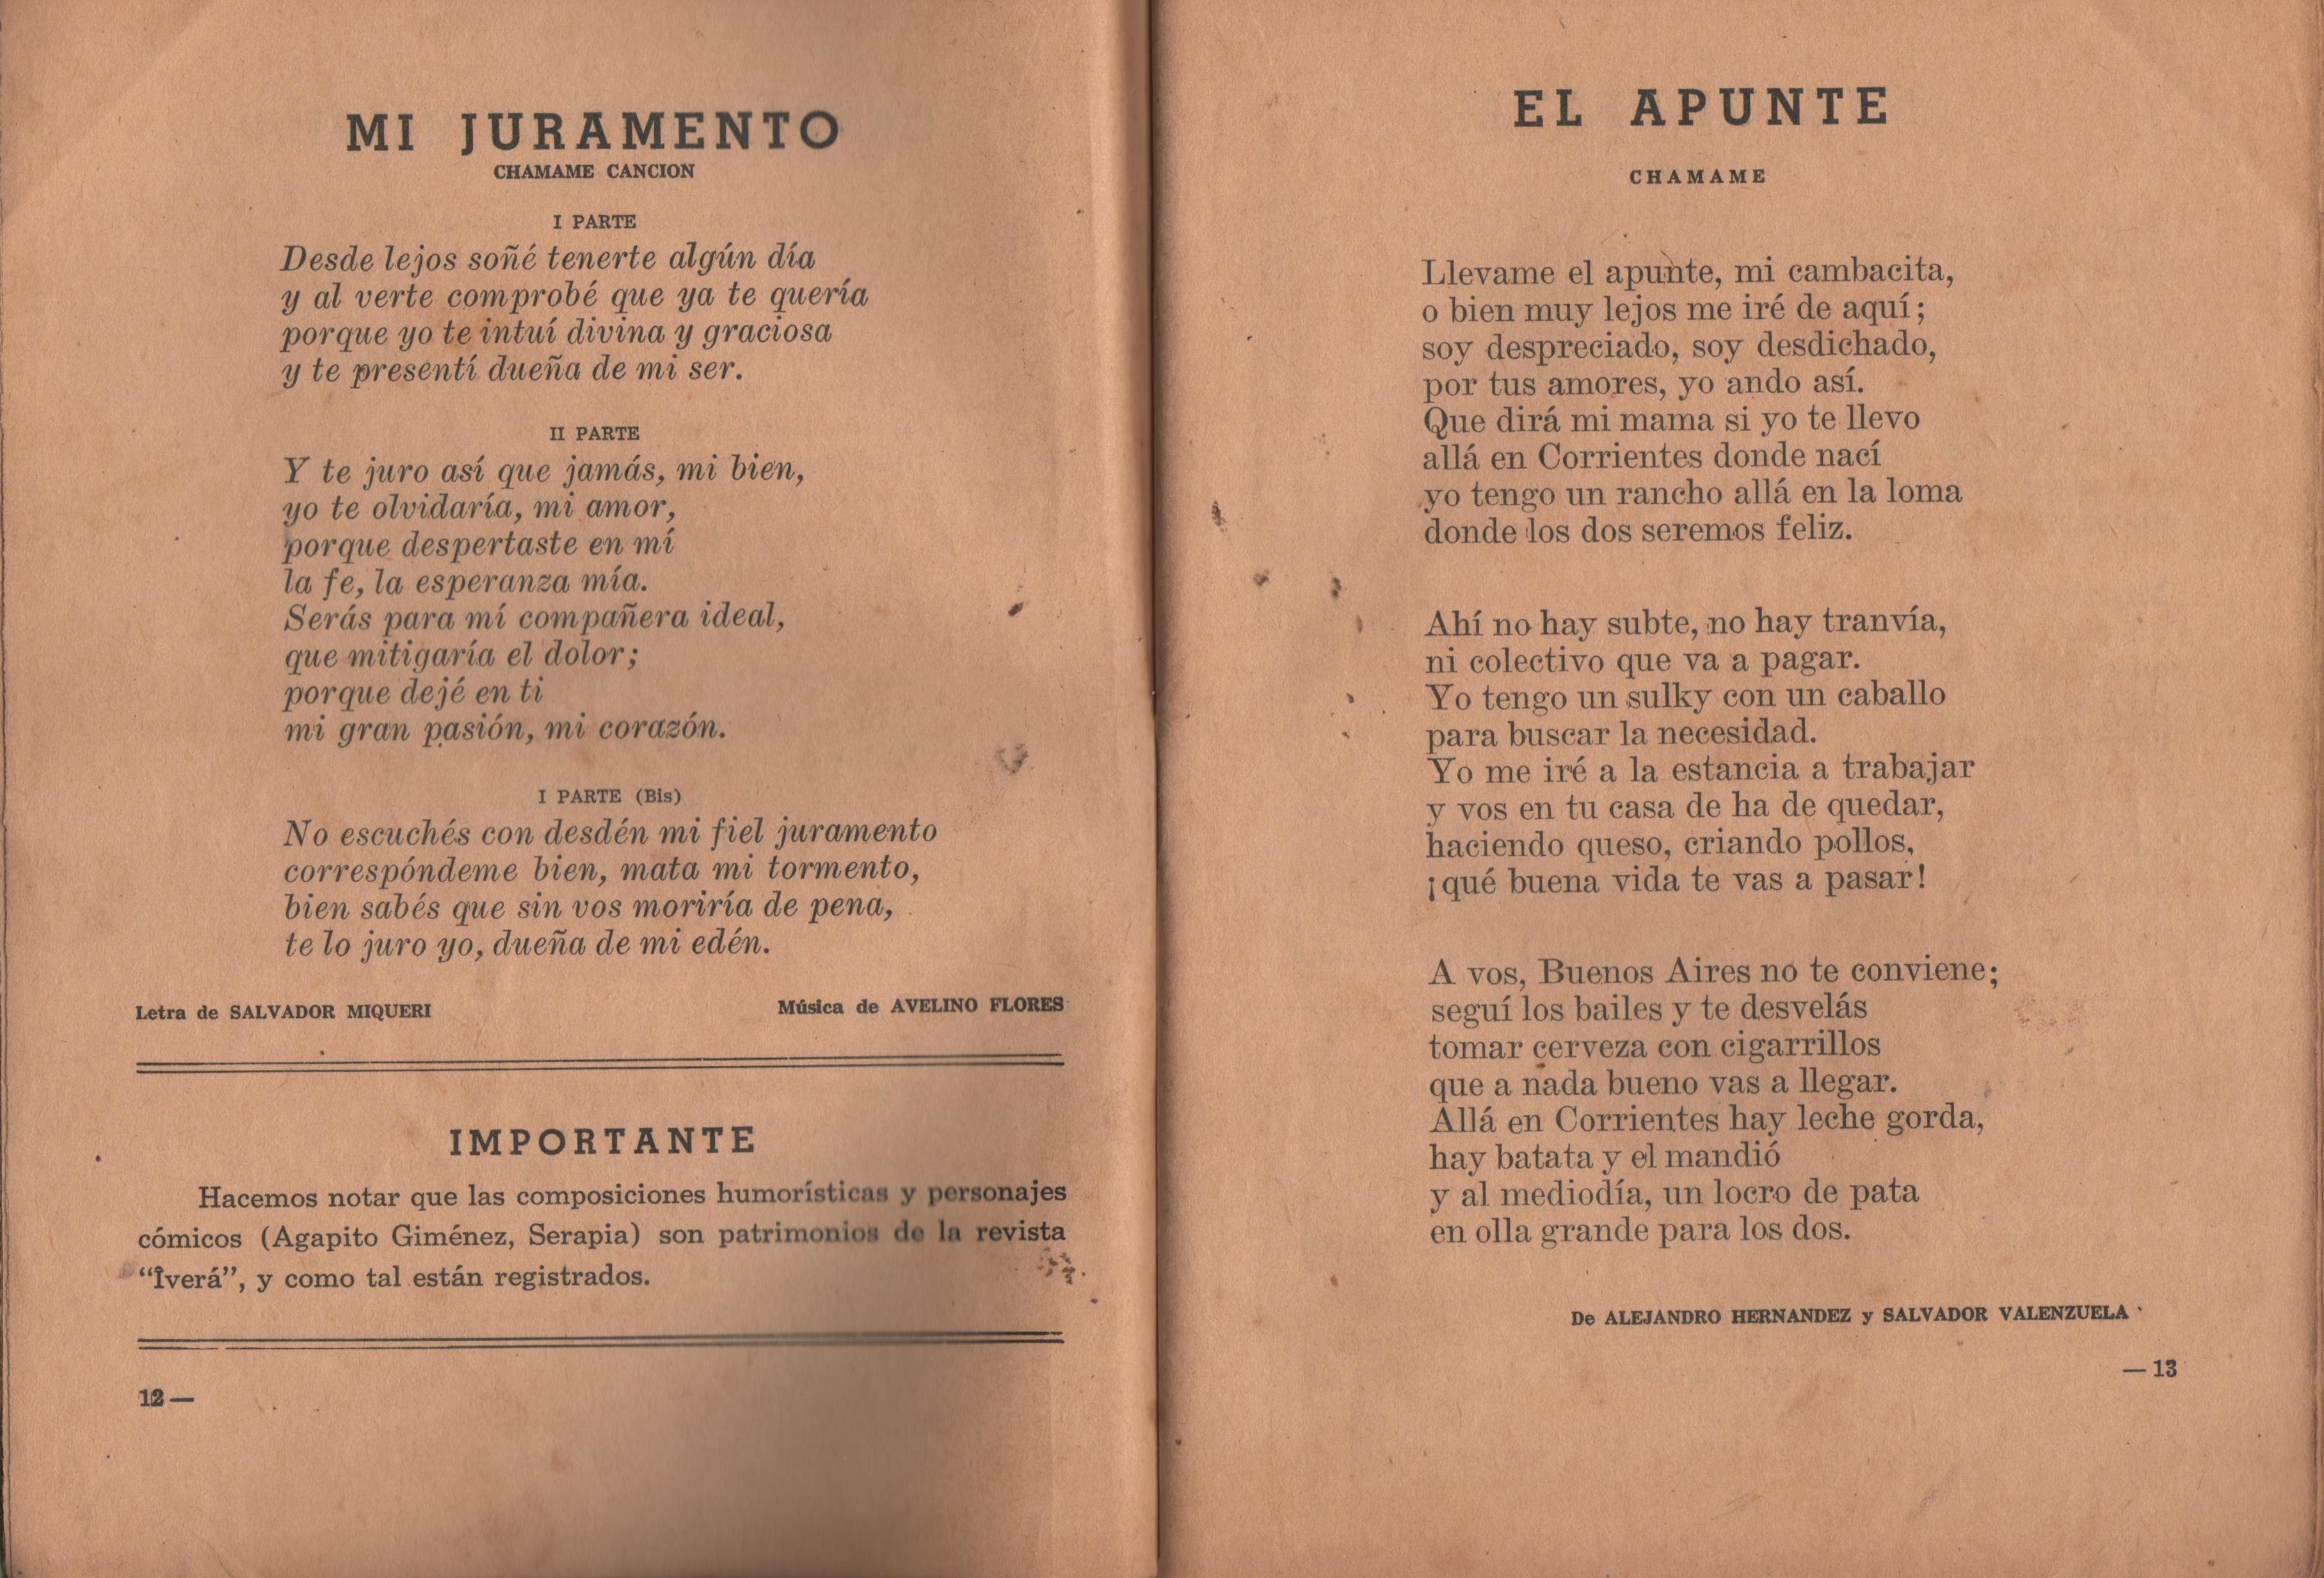 MI JURAMENTO
CHAMAME CANCION
I PARTE
Desde lejos soñé tenerte algún día
y al verte comprobé que ya te quería
porque yo te intuí divina y graciosa
y te presentí dueña de mi ser.
II PARTE
Y te juro así que jamás, mi bien,
yo te olvidaría, mi amor,
porque despertaste en mí
la fe, la esperanza mía.
Serás para mí compañera ideal,
que mitigaría el dolor;
porque dejé en ti
mi gran pasión, mi corazón.
I PARTE (Bis)
No escuchés con desdén mi fiel juramento
correspóndeme bien, mata mi tormento,
bien sabés que sin vos moriría de pena,
te lo juro yo, dueña de mi edén.
Letra de SALVADOR MIQUERI Música de AVELINO FLORES
IMPORTANTE
Hacemos notar que las composiciones humorísticas y personajes
cómicos (Agapito Giménez, Serapia) son patrimonios de la revista
“Îverá”, y como tal están registrados.
12 —
EL APUNTE
CHAMAME
Llevame el apunte, mi cambacita,
o bien muy lejos me iré de aquí;
soy despreciado, soy desdichado,
por tus amores, yo ando así.
Que dirá mi mama si yo te llevo
allá en Corrientes donde nací
yo tengo un rancho allá en la loma
donde los dos seremos feliz.
Ahí no hay subte, no hay tranvía,
ni colectivo que va a pagar.
Yo tengo un sulky con un caballo
para buscar la necesidad.
Yo me iré a la estancia a trabajar
y vos en tu casa de ha de quedar,
haciendo queso, criando pollos,
¡qué buena vida te vas a pasar!
A vos, Buenos Aires no te conviene;
seguí los bailes y te desvelás
tomar cerveza con cigarrillos
que a nada bueno vas a llegar.
Allá en Corrientes hay leche gorda,
hay batata y el mandió
y al mediodía, un locro de pata
en olla grande para los dos.
De ALEJANDRO HERNANDEZ y SALVADOR VALENZUELA
— 13